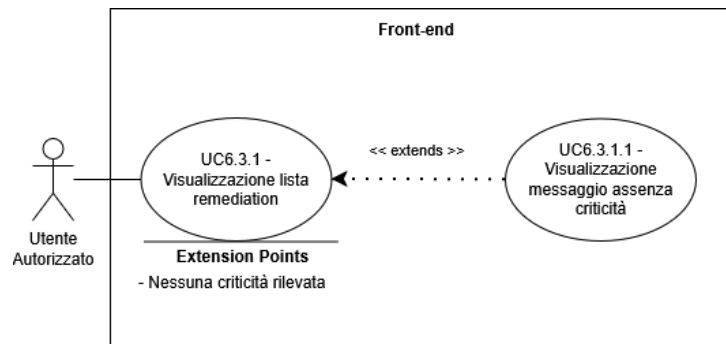 Front-end
UC6.3.1 -
Visualizzazione lista
remediation
<< extends >>
UC6.3.1.1 -
Visualizzazione
messaggio assenza
criticità
Utente
Autorizzato
Extension Points
- Nessuna criticità rilevata